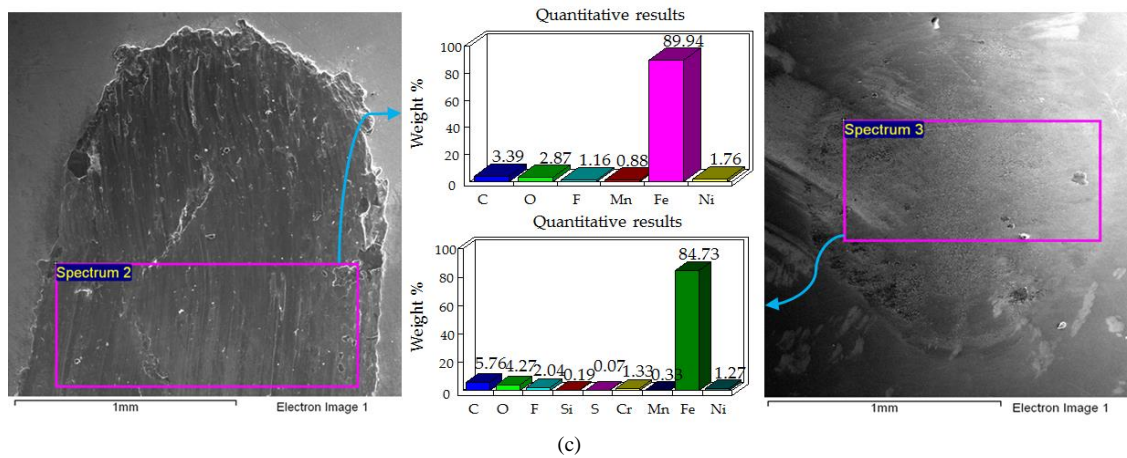 Spectrum 2
1mm
Electron Image 1
Quantitative results
Weight %
100
80
60
40
20
0
3.39 2.87 1.16 0.88 89.94 1.76
C O F Mn Fe Ni
Quantitative results
Weight %
100
80
60
40
20
0
5.76 4.27 2.04 0.19 0.07 1.33 0.33 84.73 1.27
C O F Si S Cr Mn Fe Ni
Spectrum 3
1mm
Electron Image 1
(c)